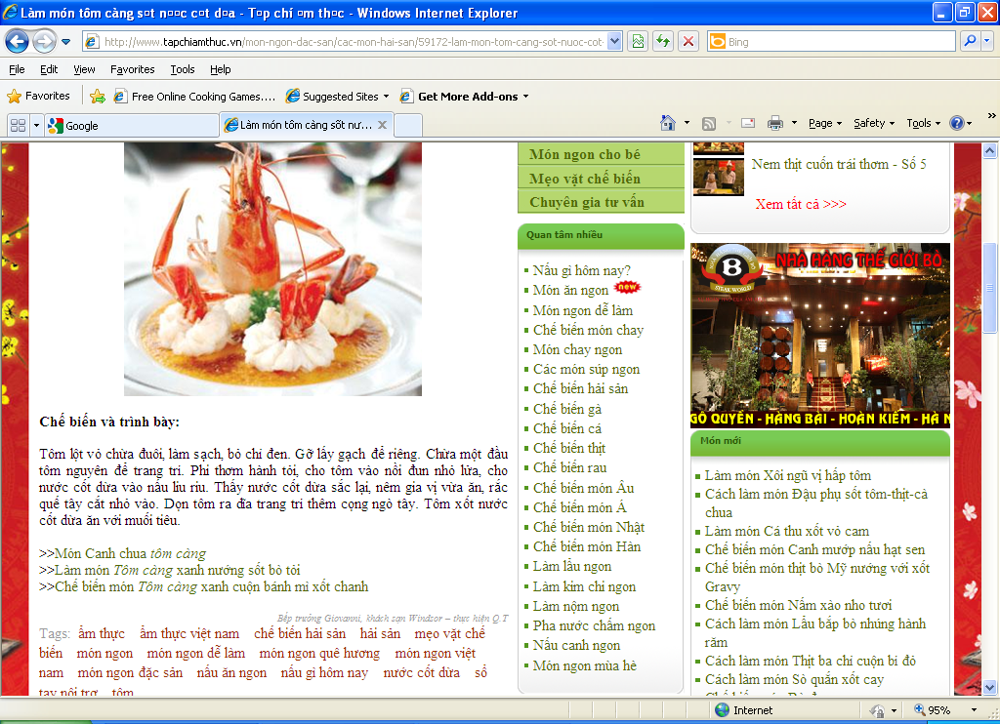 Làm món tôm càng sốt nước cốt dừa - Tạp chí ẩm thực - Windows Internet Explorer
http://www.tapchiamthuc.vn/mon-ngon-dac-san/cac-mon-hai-san/59172-lam-mon-tom-cang-sot-nuoc-cot
Bing
File Edit View Favorites Tools Help
Favorites Free Online Cooking Games.... Suggested Sites Get More Add-ons
Google Làm món tôm càng sốt nư... Page Safety Tools
Món ngon cho bé
Mẹo vặt chế biến
Chuyên gia tư vấn
Quan tâm nhiều
Nấu gì hôm nay?
Món ăn ngon new
Món ngon dễ làm
Chế biến món chay
Món chay ngon
Các món súp ngon
Chế biến hải sản
Chế biến gà
Chế biến cá
Chế biến thịt
Chế biến rau
Chế biến món Âu
Chế biến món Á
Chế biến món Nhật
Chế biến món Hàn
Làm lẩu ngon
Làm kim chi ngon
Làm nộm ngon
Pha nước chấm ngon
Nấu canh ngon
Món ngon mùa hè
Nem thịt cuốn trái thơm - Số 5
Xem tất cả >>>
8
STEAK WORLD
NHÀ HÀNG THẾ GIỚI BÒ
GÔ QUYỀN - HÀNG BÀI - HOÀN KIẾM - HÀ N
Món mới
Làm món Xôi ngũ vị hấp tôm
Cách làm món Đậu phụ sốt tôm-thịt-cà
chua
Làm món Cá thu xốt vỏ cam
Chế biến món Canh mướp nấu hạt sen
Chế biến món thịt bò Mỹ nướng với xốt
Gravy
Chế biến món Nấm xào nho tươi
Cách làm món Lẩu bắp bò nhúng hành
răm
Cách làm món Thịt ba chỉ cuộn bí đỏ
Cách làm món Sò quắn xốt cay
Chế biến và trình bày:
Tôm lột vỏ chừa đuôi, làm sạch, bỏ chỉ đen. Gỡ lấy gạch để riêng. Chừa một đầu
tôm nguyên để trang trí. Phi thơm hành tỏi, cho tôm vào nồi đun nhỏ lửa, cho
nước cốt dừa vào nấu liu riu. Thấy nước cốt dừa sắc lại, nêm gia vị vừa ăn, rắc
quế tây cắt nhỏ vào. Dọn tôm ra đĩa trang trí thêm cọng ngò tây. Tôm xốt nước
cốt dừa ăn với muối tiêu.
>>Món Canh chua tôm càng
>>Làm món Tôm càng xanh nướng sốt bò tỏi
>>Chế biến món Tôm càng xanh cuộn bánh mì xốt chanh
Bếp trưởng Giovanni, khách sạn Windsor – thực hiện Q.T
Tags: ẩm thực ẩm thực việt nam chế biến hải sản hải sản mẹo vặt chế
biến món ngon món ngon dễ làm món ngon quê hương món ngon việt
nam món ngon đặc sản nấu ăn ngon nấu gì hôm nay nước cốt dừa sổ
tay nội trợ tôm
Internet 95%